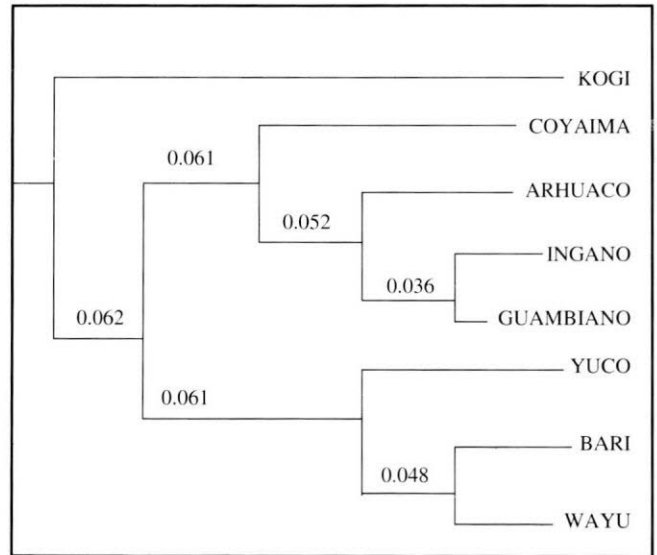 KOGI
COYAIMA
0.061
ARHUACO
0.052
INGANO
0.036
GUAMBIANO
0.062
YUCO
0.061
BARI
0.048
WAYU